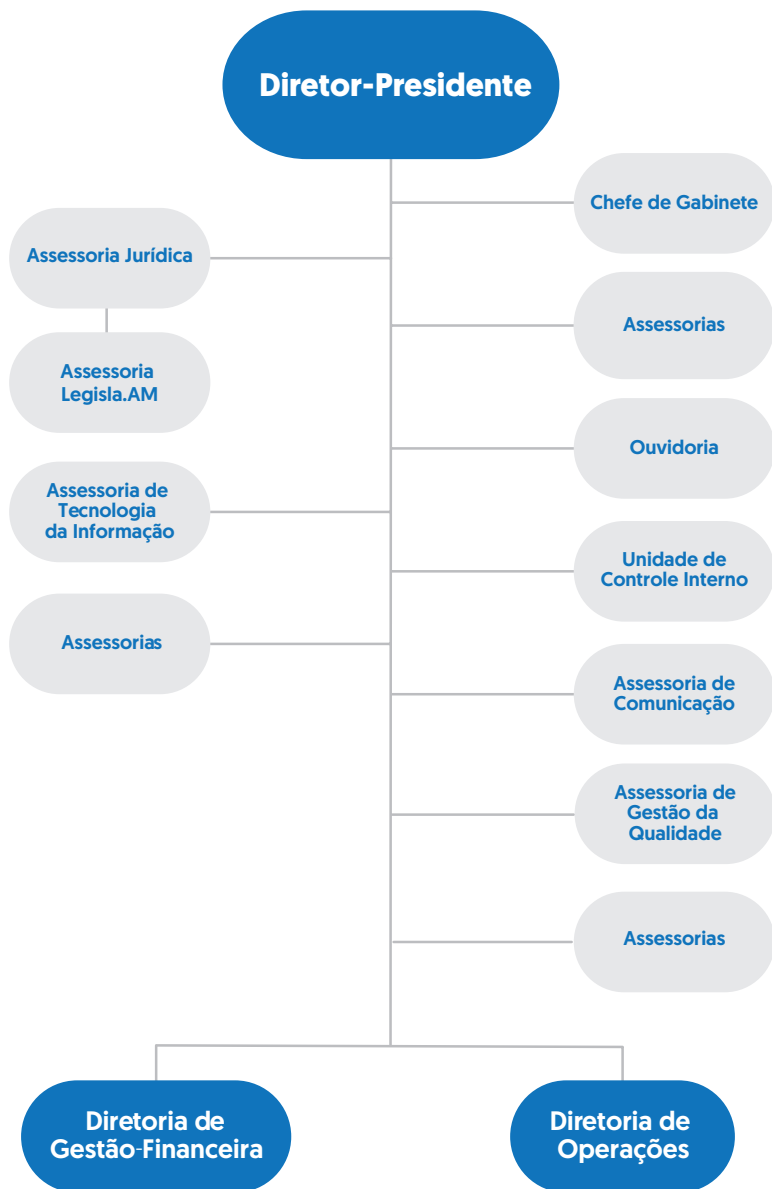 Diretor-Presidente
Chefe de Gabinete
Assessoria Jurídica
Assessorias
Assessoria
Legisla.AM
Ouvidoria
Assessoria de
Tecnologia
da Informação
Unidade de
Controle Interno
Assessorias
Assessoria de
Comunicação
Assessoria de
Gestão da
Qualidade
Assessorias
Diretoria de
Gestão-Financeira
Diretoria de
Operações